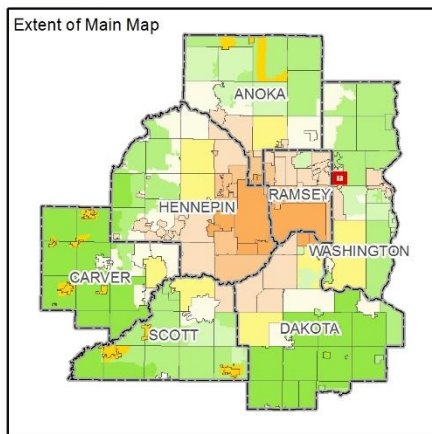 Extent of Main Map
ANOKA
HENNEPIN
RAMSEY
WASHINGTON
CARVER
SCOTT
DAKOTA